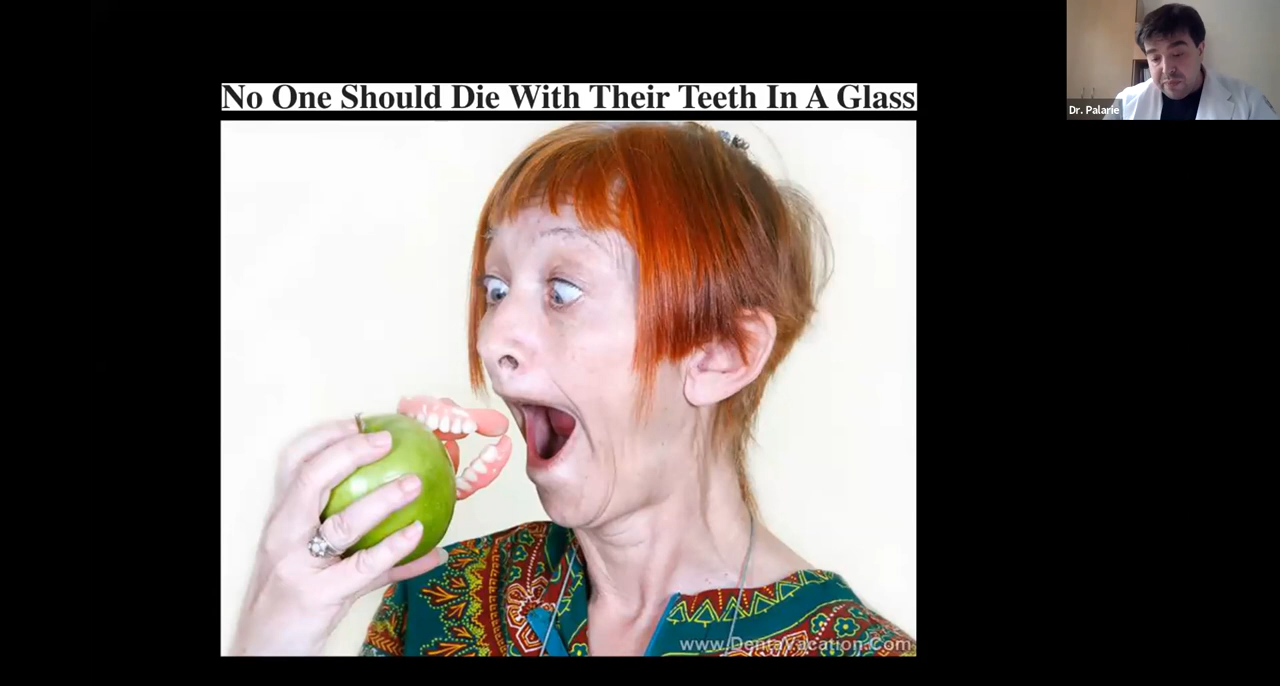 No One Should Die With Their Teeth In A Glass
Dr. Palarie
www.DentaVacation.Com